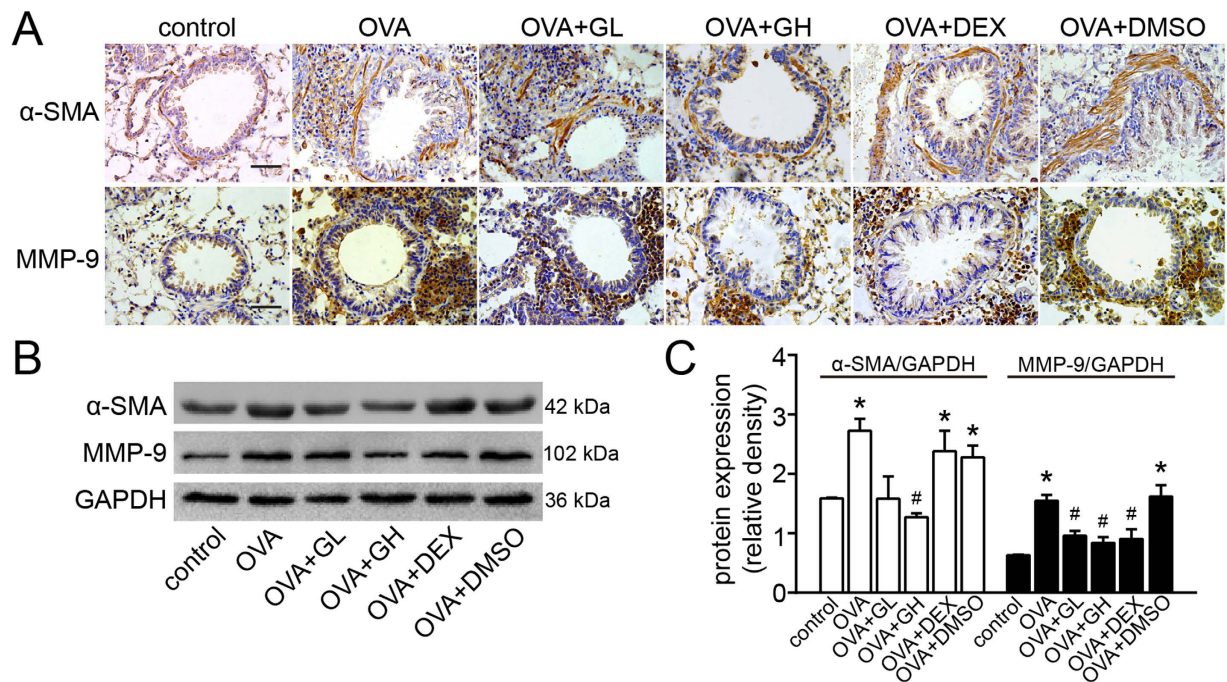 A
control OVA OVA+GL OVA+GH OVA+DEX OVA+DMSO
α-SMA
MMP-9
B
α-SMA 42 kDa
MMP-9 102 kDa
GAPDH 36 kDa
control OVA OVA+GL OVA+GH OVA+DEX OVA+DMSO
C
protein expression
(relative density)
4
3
2
1
0
α-SMA/GAPDH MMP-9/GAPDH
* # * * * # # # *
control OVA OVA+GL OVA+GH OVA+DEX OVA+DMSO control OVA OVA+GL OVA+GH OVA+DEX OVA+DMSO